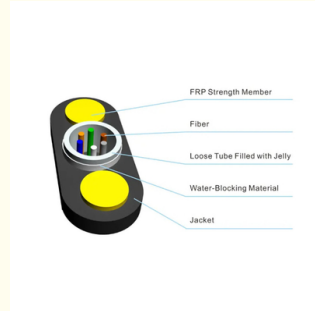 FRP Strength Member
Fiber
Loose Tube Filled with Jelly
Water-Blocking Material
Jacket